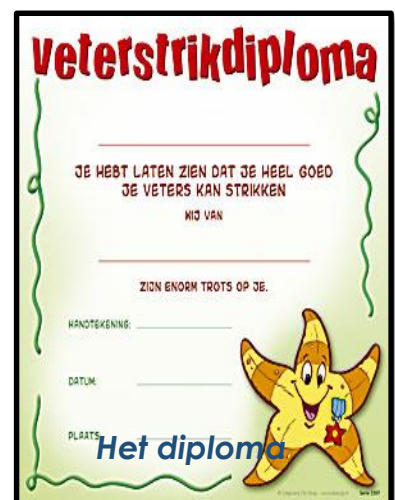 veterstrikdiploma
JE HEBT LATEN ZIEN DAT JE HEEL GOED
JE VETERS KAN STRIKKEN
WIJ VAN
ZIJN ENORM TROTS OP JE.
HANDTEKENING:
DATUM:
PLAATS:
Het diploma